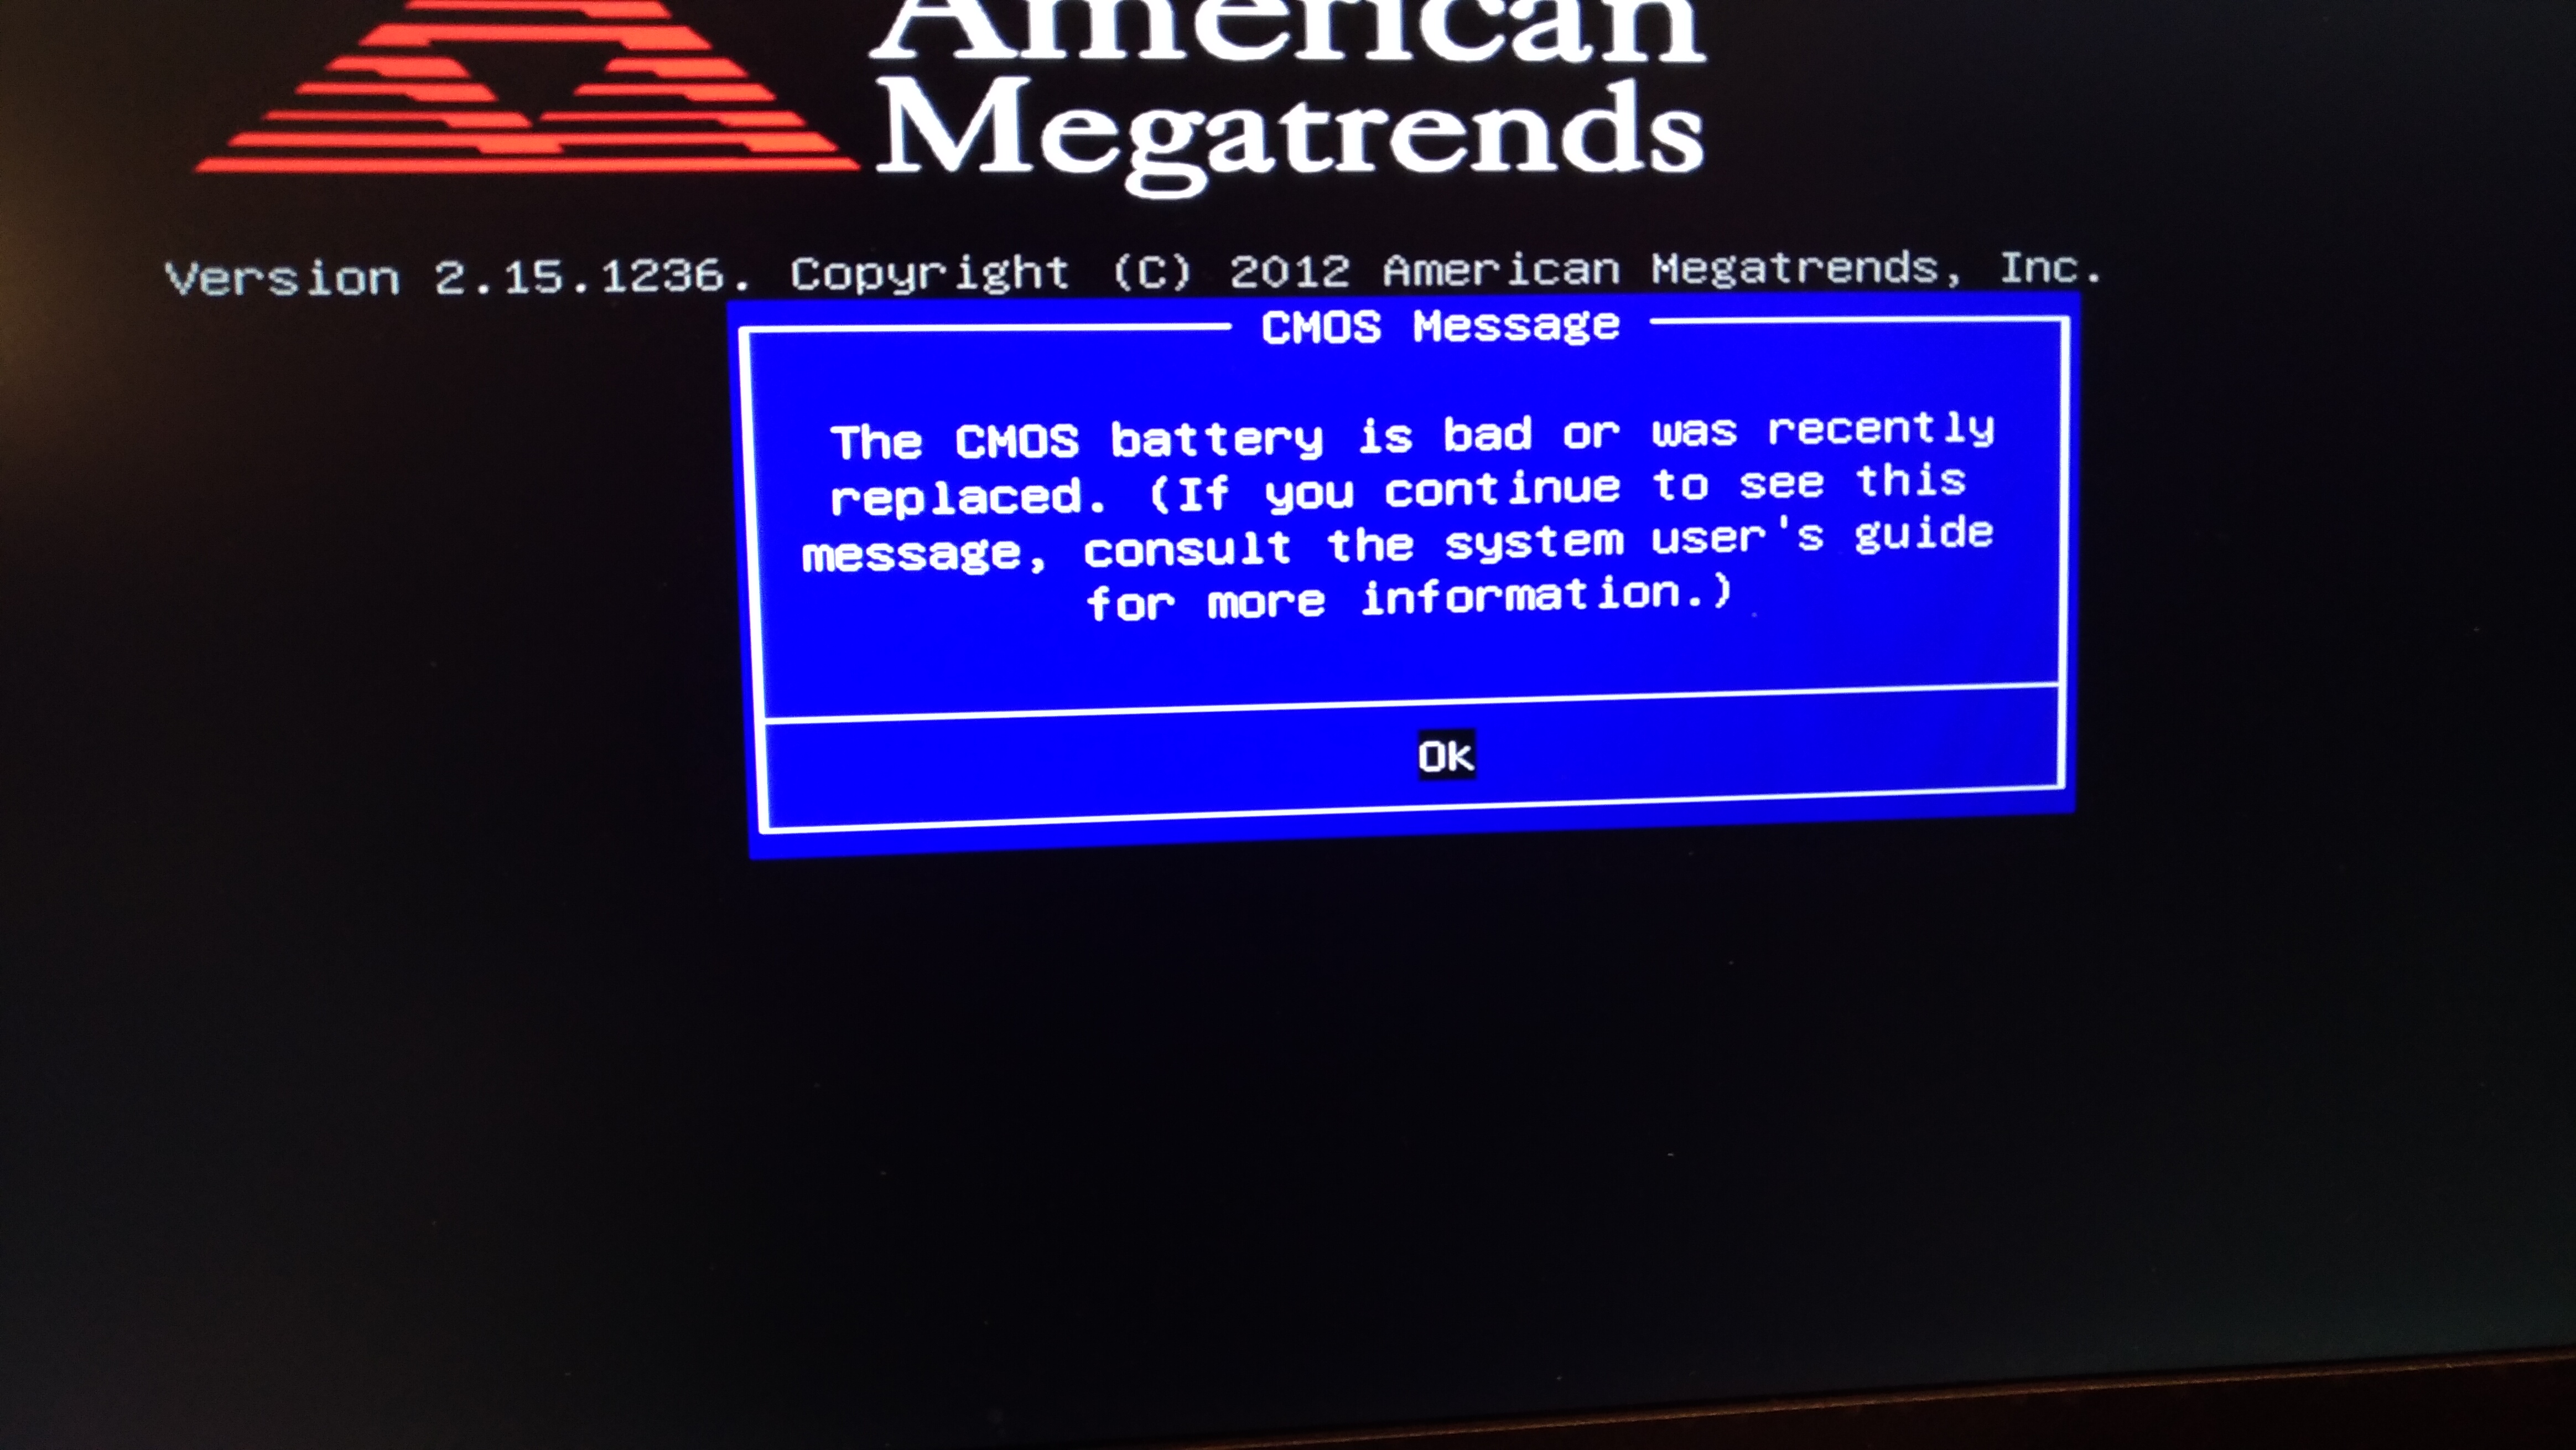 American
Megatrends
Version 2.15.1236. Copyright (C) 2012 American Megatrends, Inc.
CMOS Message
The CMOS battery is bad or was recently
replaced. (If you continue to see this
message, consult the system user's guide
for more information.)
Ok